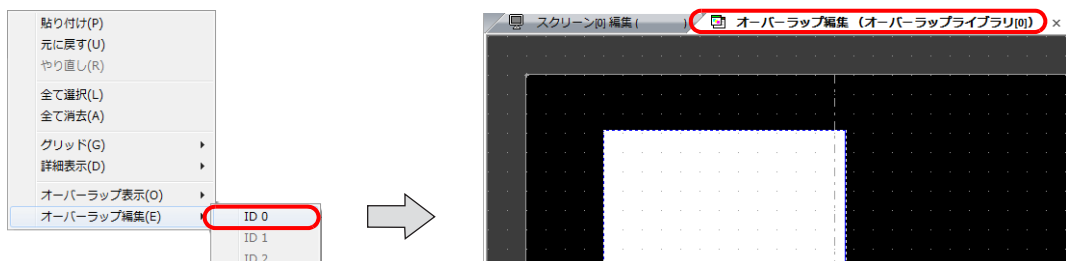 貼り付け(P)
元に戻す(U)
やり直し(R)
全て選択(L)
全て消去(A)
グリッド(G)
詳細表示(D)
オーバーラップ表示(O)
オーバーラップ編集(E)
ID 0
ID 1
ID 2
スクリーン[0] 編集 ( )
オーバーラップ編集 （オーバーラップライブラリ[0]） ×